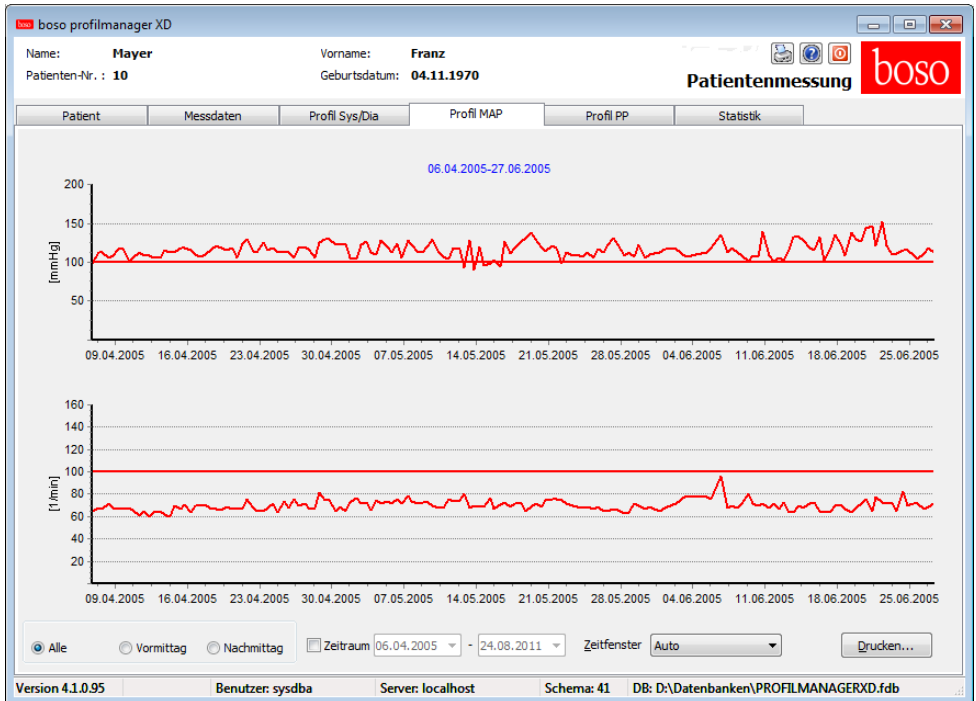 boso boso profilmanager XD
Name: Mayer Vorname: Franz
Patienten-Nr. : 10 Geburtsdatum: 04.11.1970
Patientenmessung
boso
Patient Messdaten Profil Sys/Dia Profil MAP Profil PP Statistik
06.04.2005-27.06.2005
200
150
100
50
[mmHg]
09.04.2005 16.04.2005 23.04.2005 30.04.2005 07.05.2005 14.05.2005 21.05.2005 28.05.2005 04.06.2005 11.06.2005 18.06.2005 25.06.2005
160
140
120
100
80
60
40
20
[1/min]
09.04.2005 16.04.2005 23.04.2005 30.04.2005 07.05.2005 14.05.2005 21.05.2005 28.05.2005 04.06.2005 11.06.2005 18.06.2005 25.06.2005
Alle Vormittag Nachmittag Zeitraum 06.04.2005 - 24.08.2011 Zeitfenster Auto Drucken...
Version 4.1.0.95 Benutzer: sysdba Server: localhost Schema: 41 DB: D:\Datenbanken\PROFILMANAGERXD.fdb